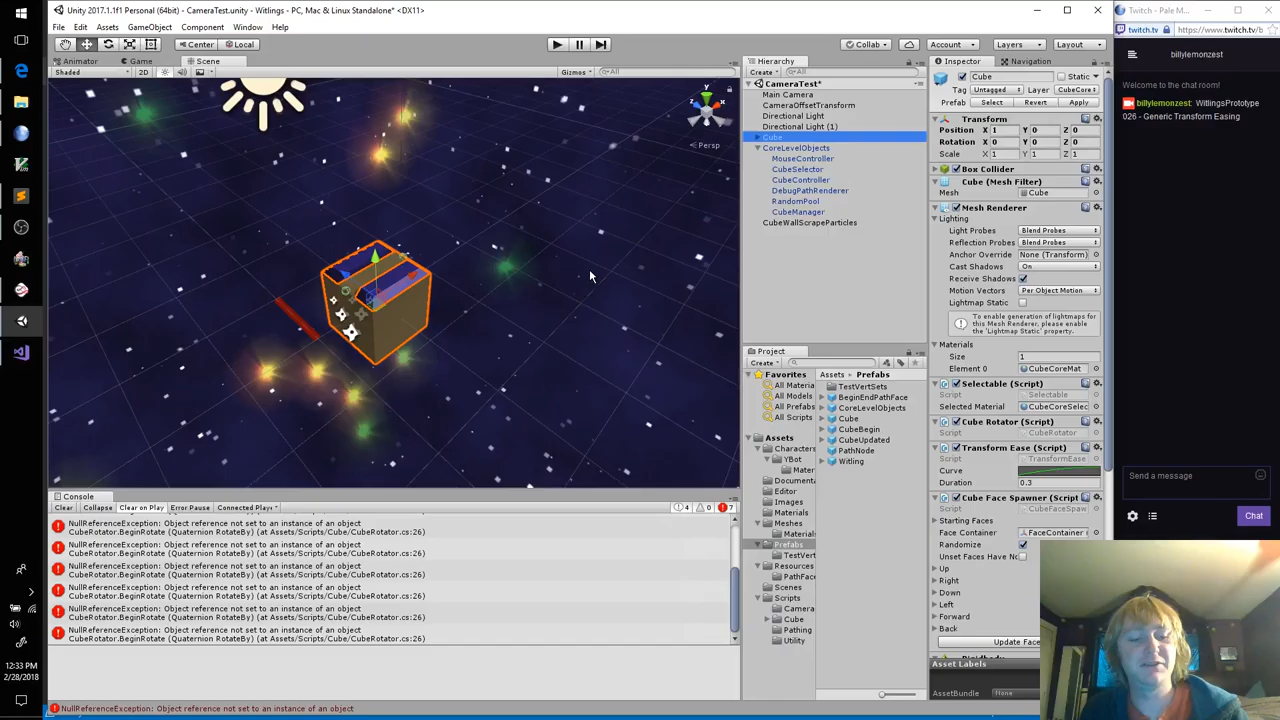 Unity 2017.1.1f1 Personal (64bit) - CameraTest.unity - Witlings - PC, Mac & Linux Standalone* <DX11>
File Edit Assets GameObject Component Window Help
Center Local Collab Account Layers Layout
Animator Game Scene
Shaded 2D Gizmos All
y
x
z
Persp
Hierarchy
Create All
CameraTest*
Main Camera
CameraOffsetTransform
Directional Light
Directional Light (1)
Cube
CoreLevelObjects
MouseController
CubeSelector
CubeController
DebugPathRenderer
RandomPool
CubeManager
CubeWallScrapeParticles
Project
Create
Favorites
All Materia
All Models
All Prefabs
All Scripts
Assets
Characters
YBot
Mater
Documenta
Editor
Images
Materials
Meshes
Materials
Prefabs
TestVert
Resources
PathFace
Scenes
Scripts
Camera
Cube
Pathing
Utility
Assets Prefabs
TestVertSets
BeginEndPathFace
CoreLevelObjects
Cube
CubeBegin
CubeUpdated
PathNode
Witling
Console
Clear Collapse Clear on Play Error Pause Connected Player 4 0 7
NullReferenceException: Object reference not set to an instance of an object
CubeRotator.BeginRotate (Quaternion RotateBy) (at Assets/Scripts/Cube/CubeRotator.cs:26)
NullReferenceException: Object reference not set to an instance of an object
CubeRotator.BeginRotate (Quaternion RotateBy) (at Assets/Scripts/Cube/CubeRotator.cs:26)
NullReferenceException: Object reference not set to an instance of an object
CubeRotator.BeginRotate (Quaternion RotateBy) (at Assets/Scripts/Cube/CubeRotator.cs:26)
NullReferenceException: Object reference not set to an instance of an object
CubeRotator.BeginRotate (Quaternion RotateBy) (at Assets/Scripts/Cube/CubeRotator.cs:26)
NullReferenceException: Object reference not set to an instance of an object
CubeRotator.BeginRotate (Quaternion RotateBy) (at Assets/Scripts/Cube/CubeRotator.cs:26)
NullReferenceException: Object reference not set to an instance of an object
CubeRotator.BeginRotate (Quaternion RotateBy) (at Assets/Scripts/Cube/CubeRotator.cs:26)
NullReferenceException: Object reference not set to an instance of an object
Inspector Navigation
Cube Static
Tag Untagged Layer CubeCore
Prefab Select Revert Apply
Transform
Position X 1 Y 0 Z 0
Rotation X 0 Y 0 Z 0
Scale X 1 Y 1 Z 1
Box Collider
Cube (Mesh Filter)
Mesh Cube
Mesh Renderer
Lighting
Light Probes Blend Probes
Reflection Probes Blend Probes
Anchor Override None (Transform)
Cast Shadows On
Receive Shadows
Motion Vectors Per Object Motion
Lightmap Static
To enable generation of lightmaps for this Mesh Renderer, please enable the 'Lightmap Static' property.
Materials
Size 1
Element 0 CubeCoreMat
Selectable (Script)
Script Selectable
Selected Material CubeCoreSelec
Cube Rotator (Script)
Script CubeRotator
Transform Ease (Script)
Script TransformEase
Curve
Duration 0.3
Cube Face Spawner (Script
Script CubeFaceSpaw
Starting Faces
Face Container FaceContainer
Randomize
Unset Faces Have No
Up
Right
Down
Left
Forward
Back
Update Face
Asset Labels
AssetBundle None
Twitch - Pale M
twitch.tv https://www.twitch.tv/b
billylemonzest
Welcome to the chat room!
billylemonzest: WitlingsPrototype
026 - Generic Transform Easing
Send a message
Chat
12:33 PM
2/28/2018